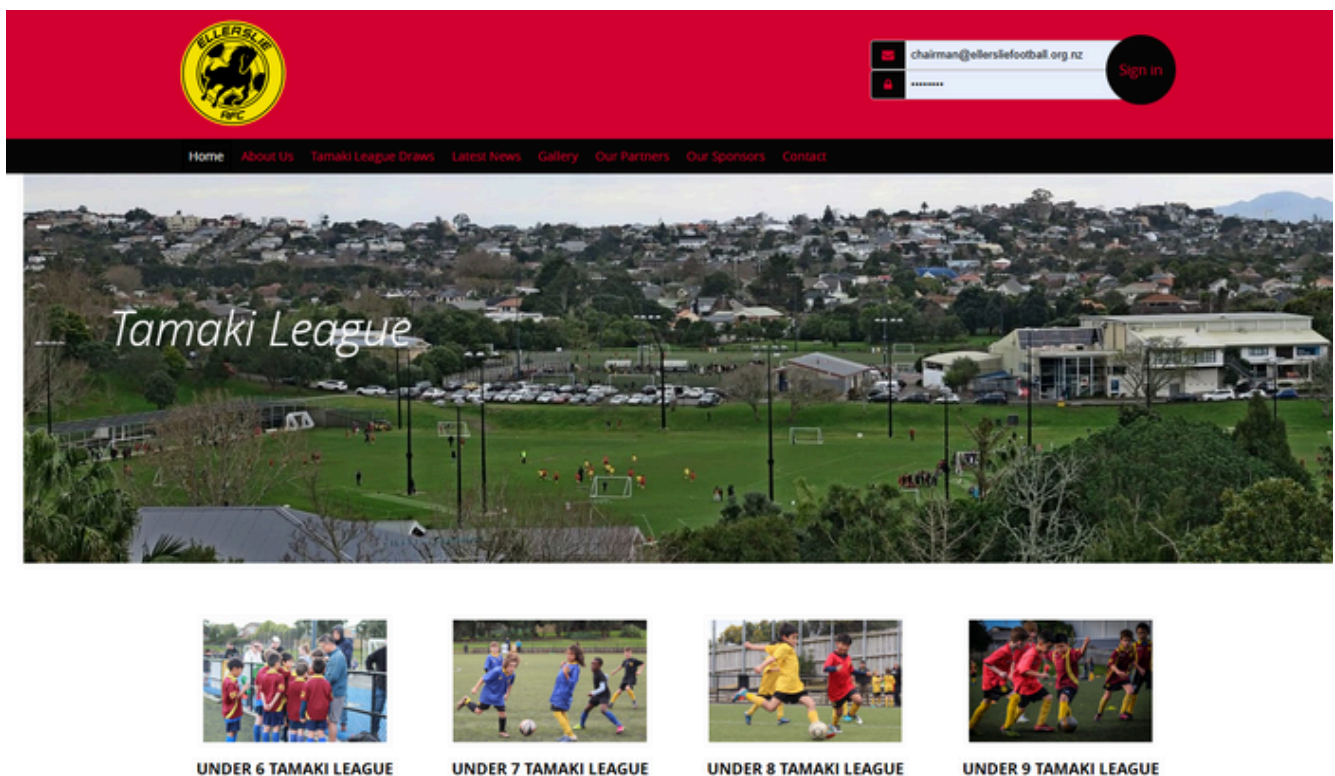 ELLERSLIE
AFC
chairman@ellersliefootball.org.nz
••••••••
Sign in
Home About Us Tamaki League Draws Latest News Gallery Our Partners Our Sponsors Contact
Tamaki League
UNDER 6 TAMAKI LEAGUE UNDER 7 TAMAKI LEAGUE UNDER 8 TAMAKI LEAGUE UNDER 9 TAMAKI LEAGUE